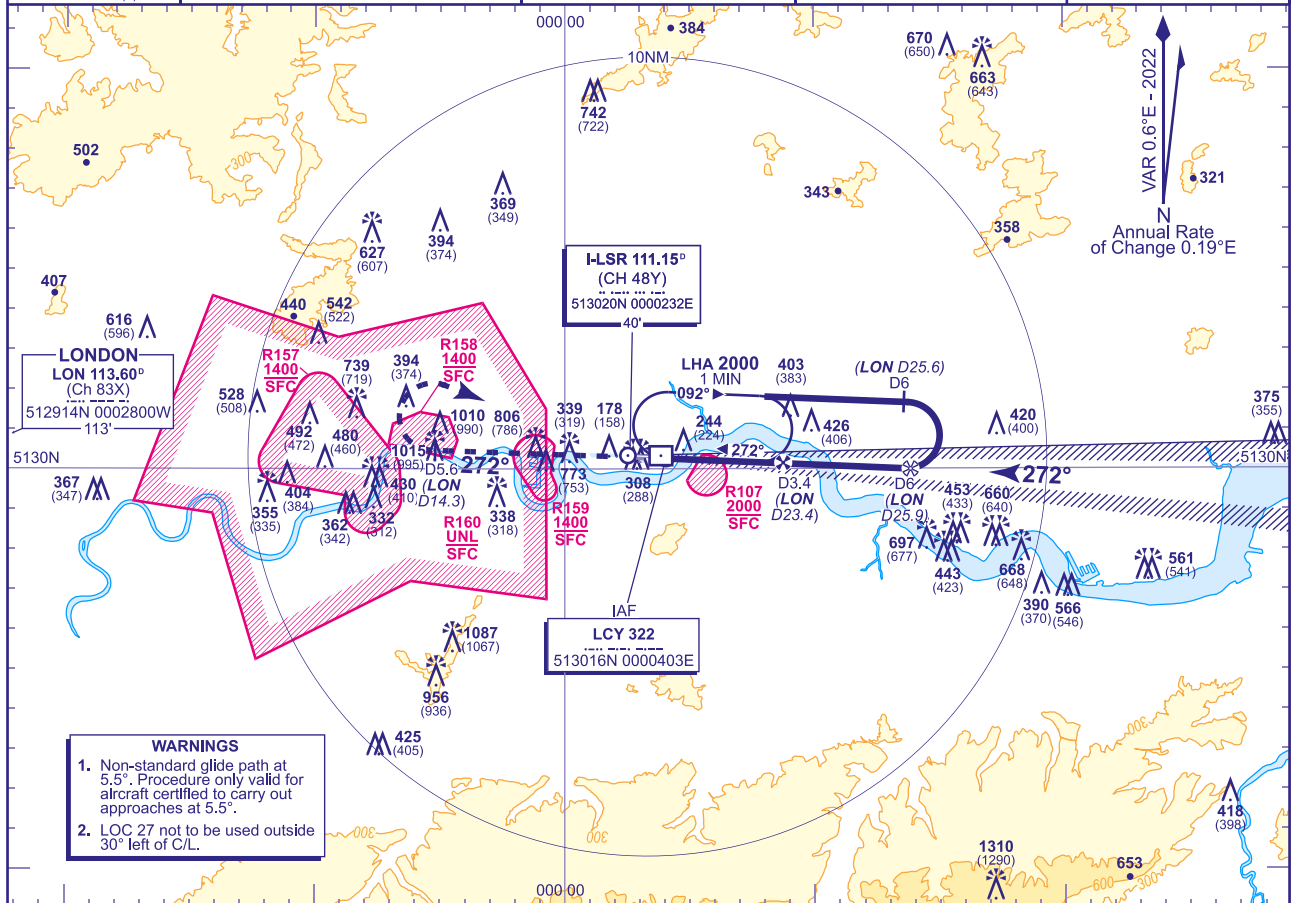 000 00
384
10NM
670
(650)
663
(643)
742
(722)
VAR 0.6°E - 2022
N
Annual Rate
of Change 0.19°E
502
300
369
(349)
343
321
394
(374)
627
(607)
358
I-LSR 111.15ᴰ
(CH 48Y)
513020N 0000232E
40'
407
440
542
(522)
616
(596)
LONDON
LON 113.60ᴰ
(Ch 83X)
512914N 0002800W
113'
R157
1400
SFC
739
(719)
394
(374)
R158
1400
SFC
LHA 2000
1 MIN
092°
403
(383)
(LON D25.6)
D6
528
(508)
492
(472)
480
(460)
1010
(990)
806
(786)
339
(319)
178
(158)
244
(224)
426
(406)
420
(400)
375
(355)
5130N
5130N
1015
(995)
D5.6
(LON
D14.3)
272°
272°
272°
773
(753)
308
(288)
D3.4
(LON
D23.4)
D6
(LON
D25.9)
367
(347)
355
(335)
404
(384)
362
(342)
430
(410)
332
(312)
338
(318)
R160
UNL
SFC
R159
1400
SFC
R107
2000
SFC
453
(433)
660
(640)
697
(677)
443
(423)
668
(648)
561
(541)
390
(370)
566
(546)
IAF
LCY 322
513016N 0000403E
1087
(1067)
956
(936)
425
(405)
WARNINGS
1. Non-standard glide path at
5.5°. Procedure only valid for
aircraft certified to carry out
approaches at 5.5°.
2. LOC 27 not to be used outside
30° left of C/L.
300
300
300
418
(398)
1310
(1290)
653
600
300
000 00